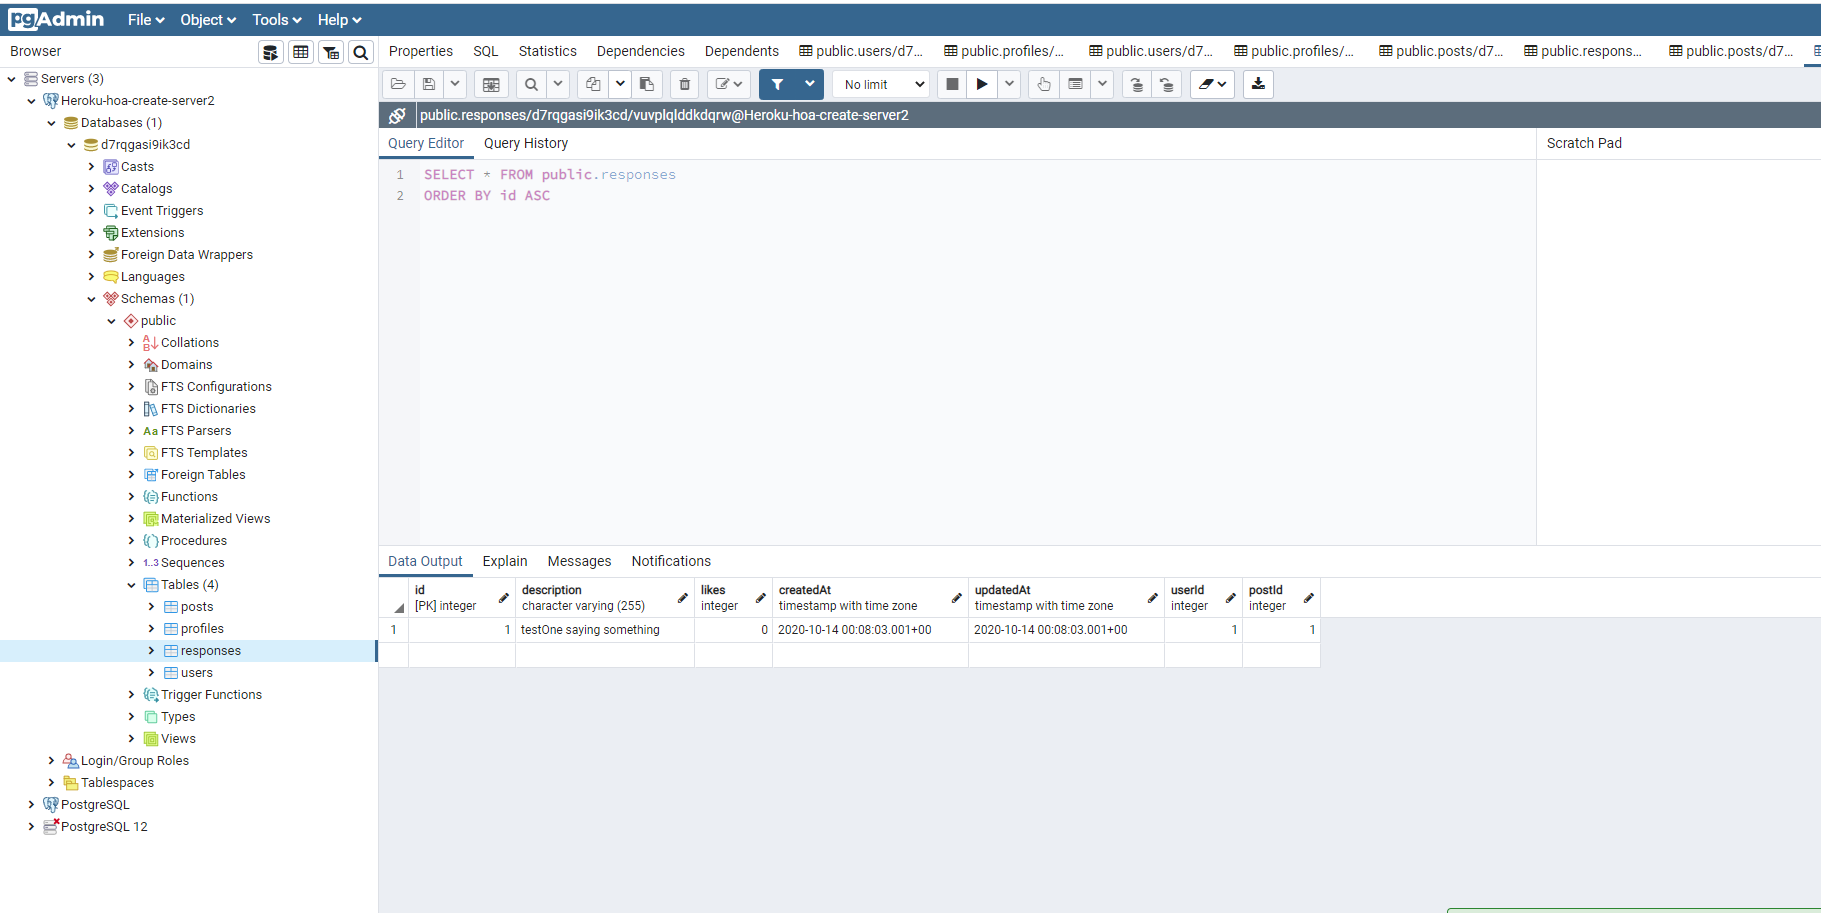 pgAdmin File Object Tools Help
Browser
Properties SQL Statistics Dependencies Dependents public.users/d7... public.profiles/... public.users/d7... public.profiles/... public.posts/d7... public.respons... public.posts/d7...
No limit
public.responses/d7rqgasi9ik3cd/vuvplqlddkdqrw@Heroku-hoa-create-server2
Query Editor Query History
Scratch Pad
1 SELECT * FROM public.responses
2 ORDER BY id ASC
Servers (3)
Heroku-hoa-create-server2
Databases (1)
d7rqgasi9ik3cd
Casts
Catalogs
Event Triggers
Extensions
Foreign Data Wrappers
Languages
Schemas (1)
public
Collations
Domains
FTS Configurations
FTS Dictionaries
Aa FTS Parsers
FTS Templates
Foreign Tables
Functions
Materialized Views
Procedures
1..3 Sequences
Tables (4)
posts
profiles
responses
users
Trigger Functions
Types
Views
Login/Group Roles
Tablespaces
PostgreSQL
PostgreSQL 12
Data Output Explain Messages Notifications
id description likes createdAt updatedAt userId postId
[PK] integer character varying (255) integer timestamp with time zone timestamp with time zone integer integer
1 1 testOne saying something 0 2020-10-14 00:08:03.001+00 2020-10-14 00:08:03.001+00 1 1